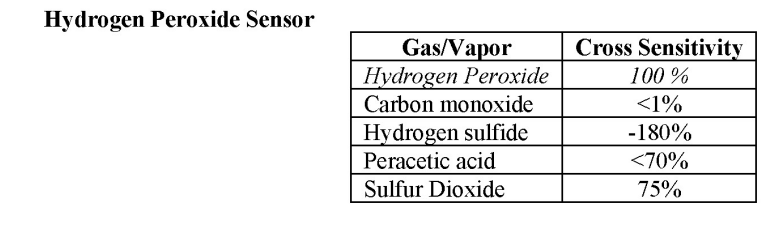 Hydrogen Peroxide Sensor
Gas/Vapor Cross Sensitivity
Hydrogen Peroxide 100 %
Carbon monoxide <1%
Hydrogen sulfide -180%
Peracetic acid <70%
Sulfur Dioxide 75%